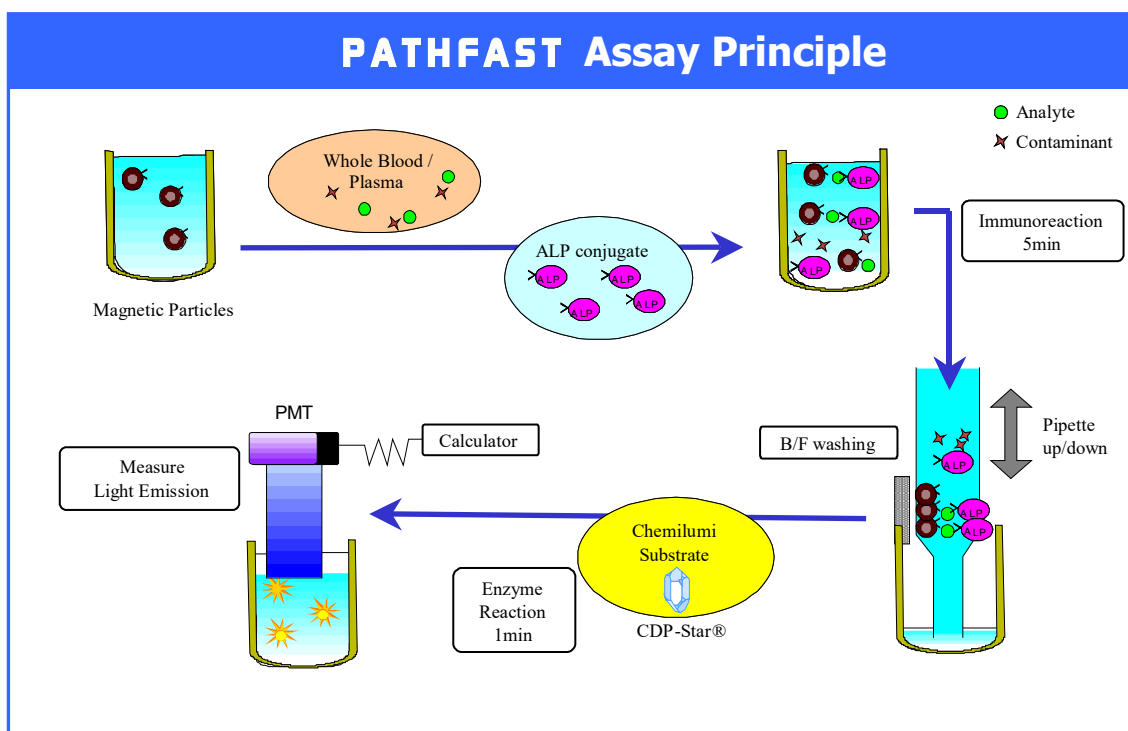 PATHFAST Assay Principle
Analyte
Contaminant
Whole Blood /
Plasma
ALP conjugate
ALP
ALP
ALP
ALP
Magnetic Particles
ALP
ALP
ALP
Immunoreaction
5min
PMT
Calculator
Measure
Light Emission
B/F washing
Pipette
up/down
ALP
ALP
ALP
Chemilumi
Substrate
CDP-Star®
Enzyme
Reaction
1min